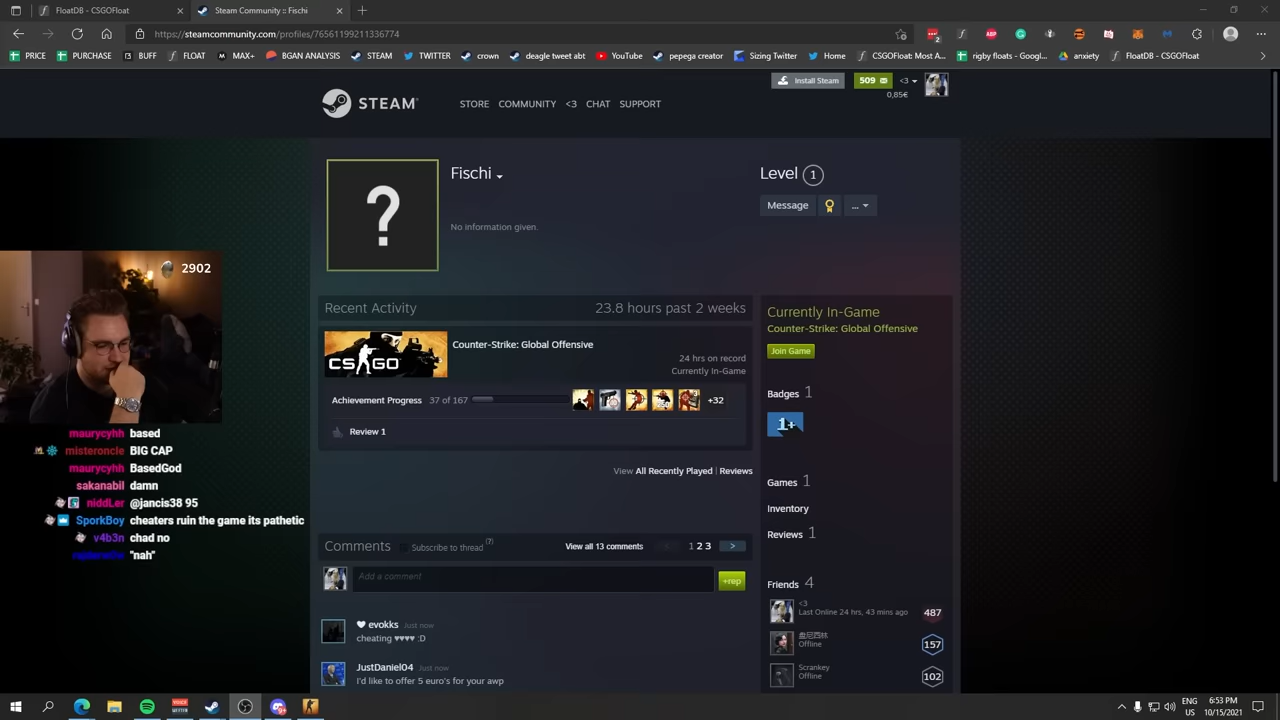 FloatDB - CSGOFloat
Steam Community :: Fischi
https://steamcommunity.com/profiles/76561199211336774
PRICE PURCHASE BUFF FLOAT MAX+ BGAN ANALYSIS STEAM TWITTER crown deagle tweet abt YouTube pepega creator Sizing Twitter Home CSGOFloat: Most A... rigby floats - Googl... anxiety FloatDB - CSGOFloat
Install Steam 509 <3
0,85€
STEAM®
STORE COMMUNITY <3 CHAT SUPPORT
Fischi
No information given.
Level 1
Message ...
2902
Recent Activity 23.8 hours past 2 weeks
CS:GO
Counter-Strike: Global Offensive
24 hrs on record
Currently In-Game
Achievement Progress 37 of 167 +32
Review 1
View All Recently Played | Reviews
Currently In-Game
Counter-Strike: Global Offensive
Join Game
Badges 1
1+
Games 1
Inventory
Reviews 1
Friends 4
<3
Last Online 24 hrs, 43 mins ago
487
Offline
157
Scrankey
Offline
102
Comments Subscribe to thread (?) View all 13 comments < 1 2 3 >
Add a comment
+rep
evokks Just now
cheating ♥♥♥♥ :D
JustDaniel04 Just now
I'd like to offer 5 euro's for your awp
maurycyhh based
misteroncle BIG CAP
maurycyhh BasedGod
sakanabil damn
niddLer @jancis38 95
SporkBoy cheaters ruin the game its pathetic
v4b3n chad no
"nah"
ENG
US
6:53 PM
10/15/2021